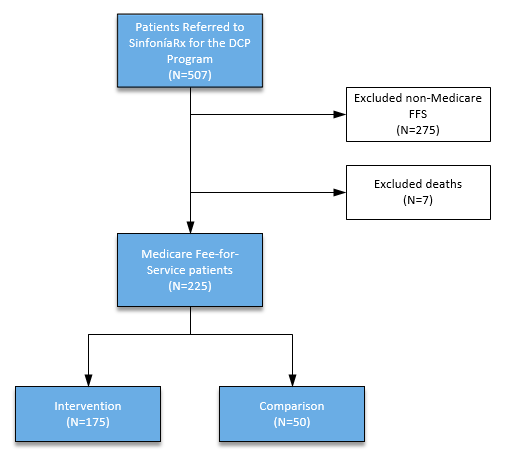 Patients Referred to
SinfoníaRx for the DCP
Program
(N=507)
Excluded non-Medicare
FFS
(N=275)
Excluded deaths
(N=7)
Medicare Fee-for-
Service patients
(N=225)
Intervention
(N=175)
Comparison
(N=50)